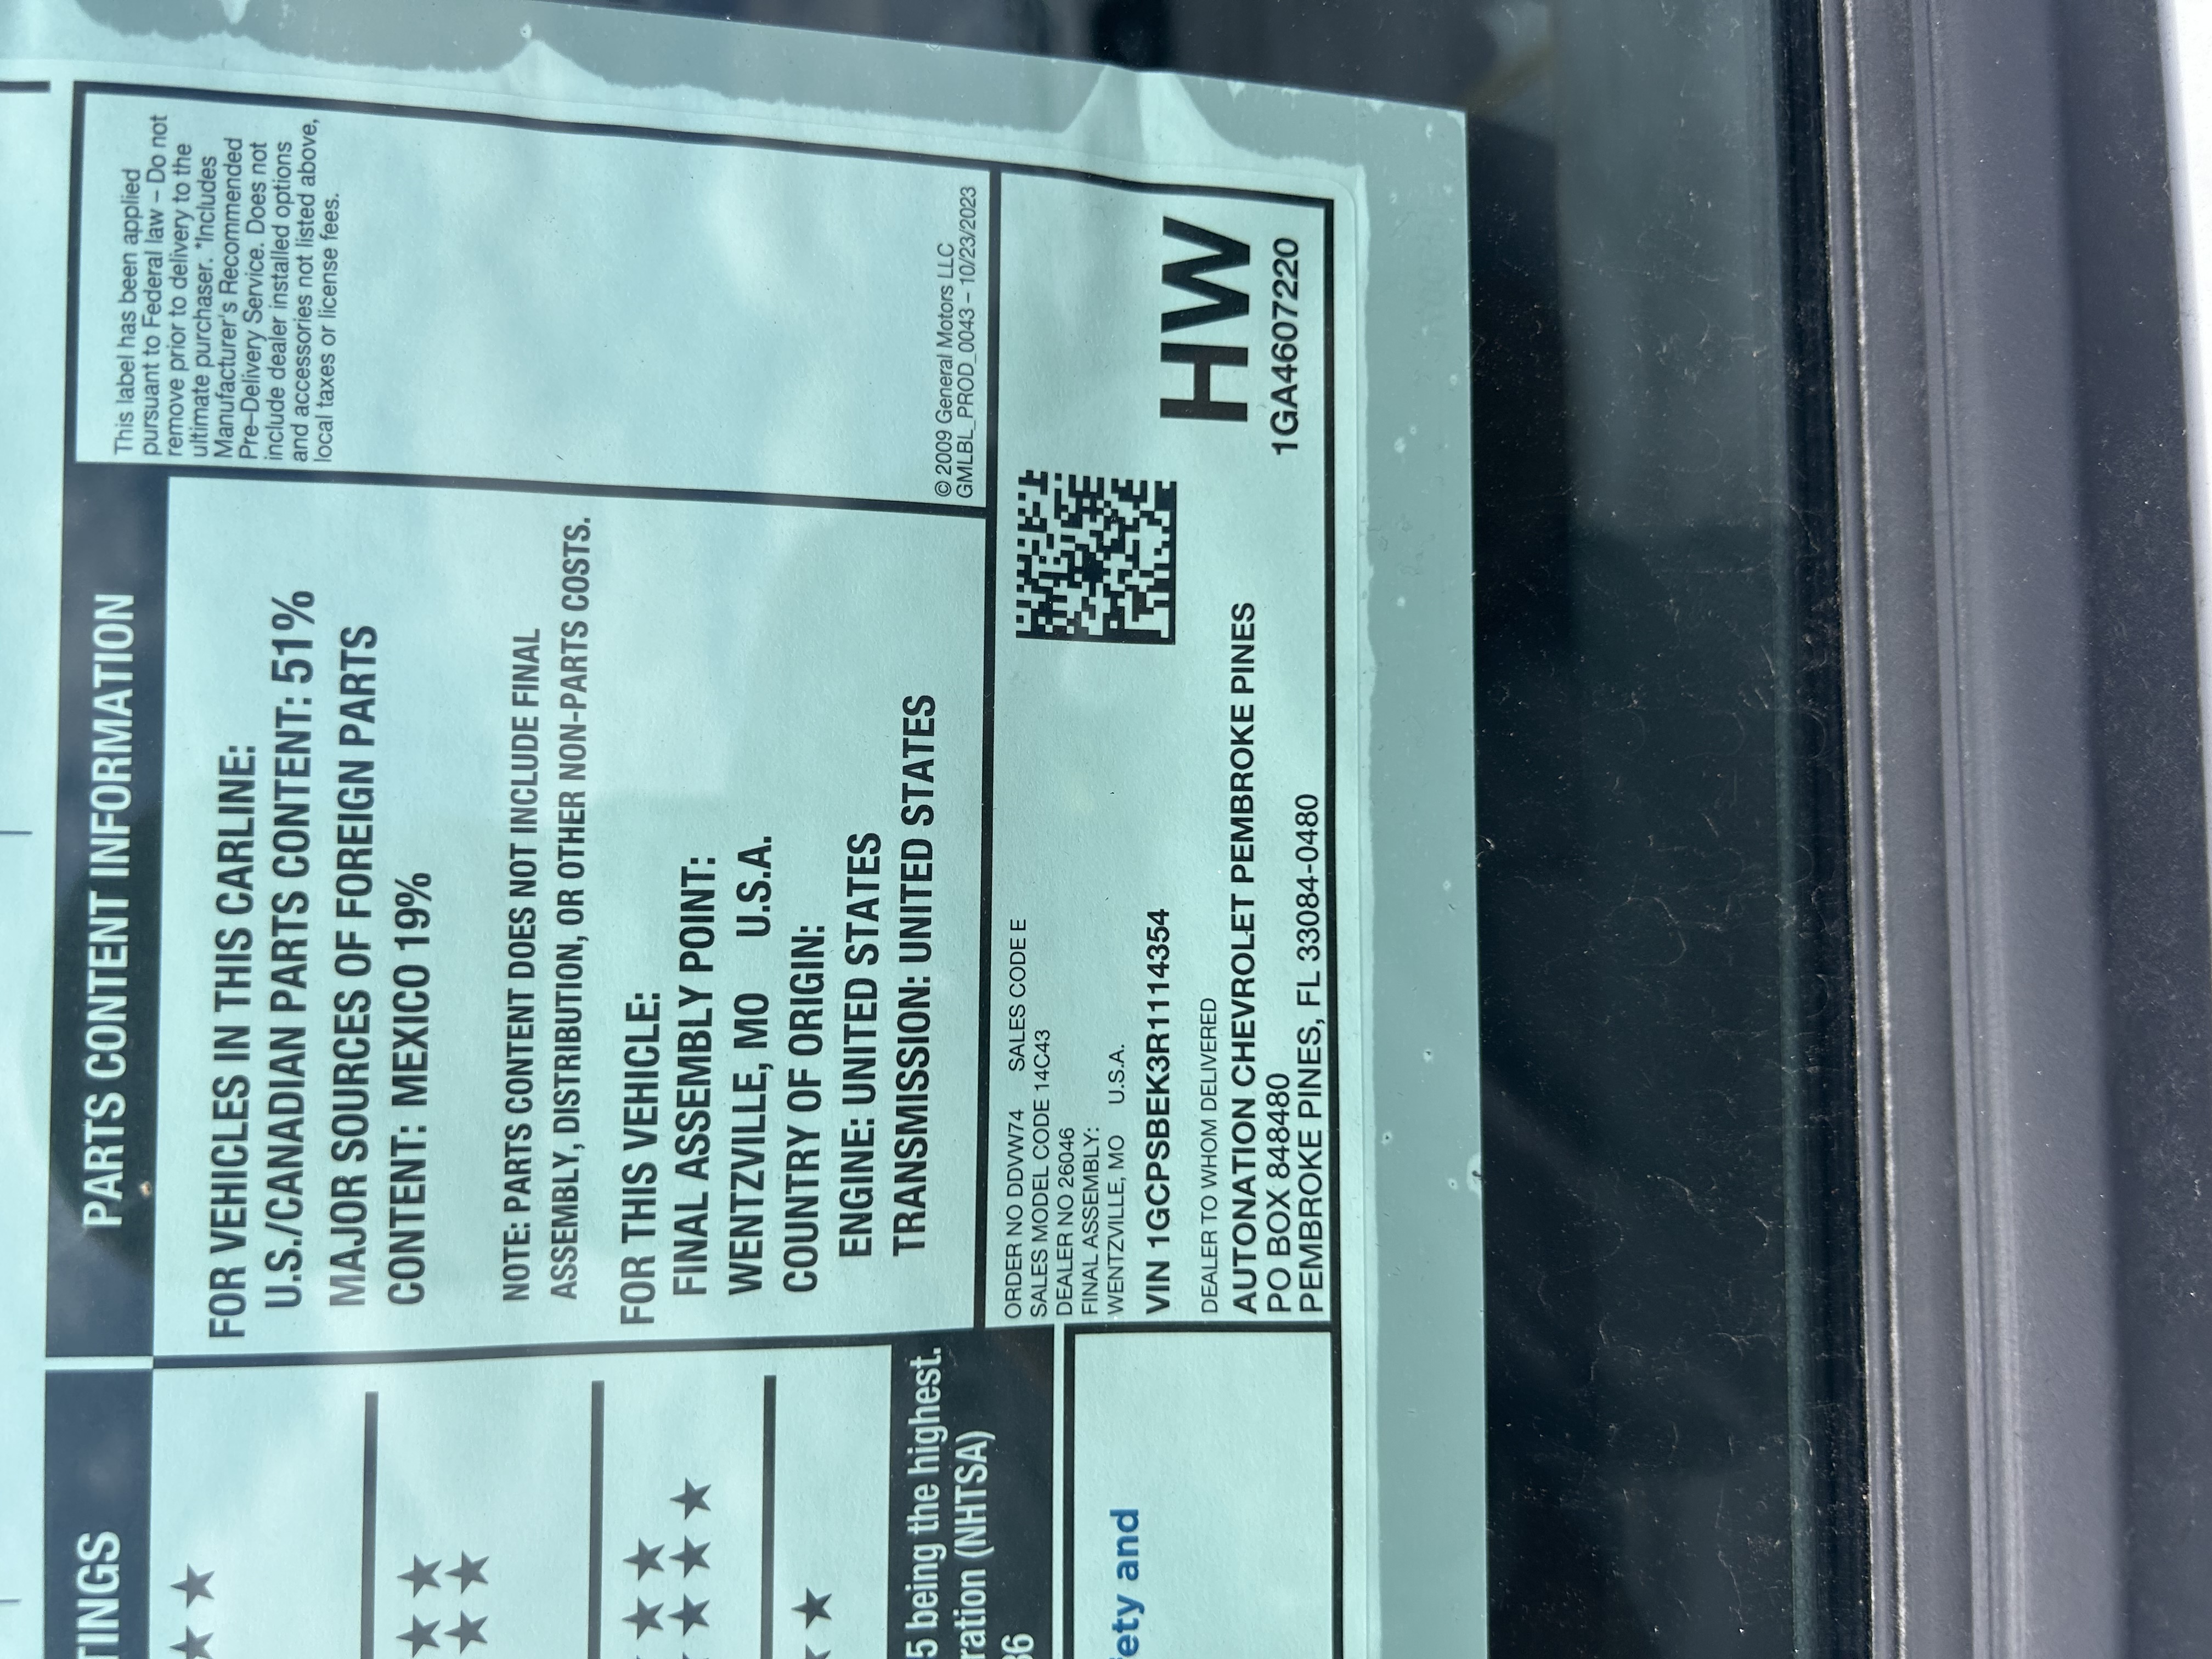 TINGS
5 being the highest.
ration (NHTSA)
ety and
PARTS CONTENT INFORMATION
FOR VEHICLES IN THIS CARLINE:
U.S./CANADIAN PARTS CONTENT: 51%
MAJOR SOURCES OF FOREIGN PARTS
CONTENT: MEXICO 19%
NOTE: PARTS CONTENT DOES NOT INCLUDE FINAL
ASSEMBLY, DISTRIBUTION, OR OTHER NON-PARTS COSTS.
FOR THIS VEHICLE:
FINAL ASSEMBLY POINT:
WENTZVILLE, MO U.S.A.
COUNTRY OF ORIGIN:
ENGINE: UNITED STATES
TRANSMISSION: UNITED STATES
This label has been applied
pursuant to Federal law – Do not
remove prior to delivery to the
ultimate purchaser. *Includes
Manufacturer's Recommended
Pre–Delivery Service. Does not
include dealer installed options
and accessories not listed above,
local taxes or license fees.
© 2009 General Motors LLC
GMLBL_PROD_0043 – 10/23/2023
ORDER NO DDVW74 SALES CODE E
SALES MODEL CODE 14C43
DEALER NO 26046
FINAL ASSEMBLY:
WENTZVILLE, MO U.S.A.
VIN 1GCPSBEK3R1114354
DEALER TO WHOM DELIVERED
AUTONATION CHEVROLET PEMBROKE PINES
PO BOX 848480
PEMBROKE PINES, FL 33084-0480
HW
1GA4607220